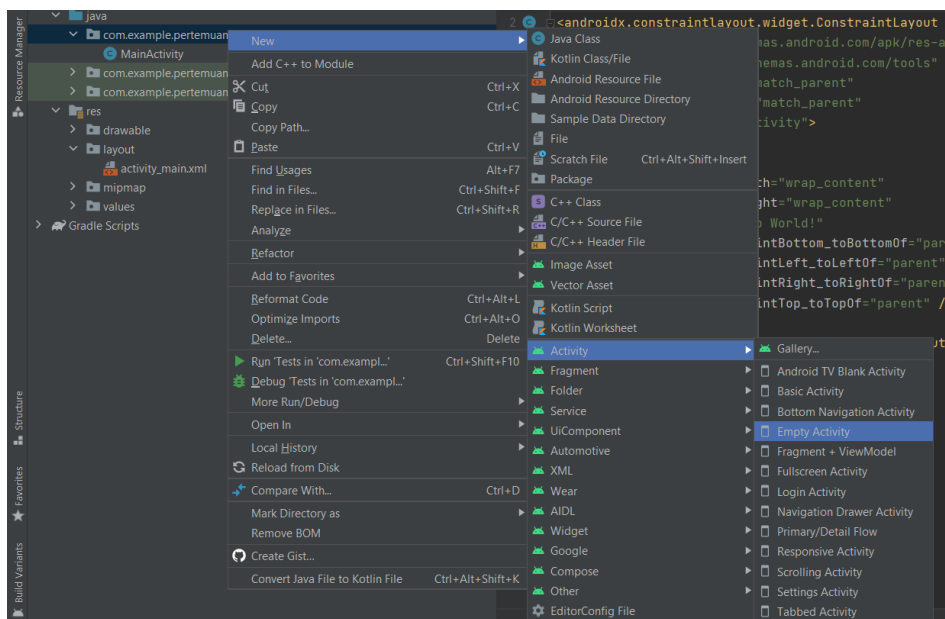 Resource Manager
Structure
Favorites
Build Variants
java
com.example.pertemuan
MainActivity
com.example.pertemuan
com.example.pertemuan
res
drawable
layout
activity_main.xml
mipmap
values
Gradle Scripts
New
Add C++ to Module
Cut Ctrl+X
Copy Ctrl+C
Copy Path...
Paste Ctrl+V
Find Usages Alt+F7
Find in Files... Ctrl+Shift+F
Replace in Files... Ctrl+Shift+R
Analyze
Refactor
Add to Favorites
Reformat Code Ctrl+Alt+L
Optimize Imports Ctrl+Alt+O
Delete... Delete
Run 'Tests in 'com.exampl...' Ctrl+Shift+F10
Debug 'Tests in 'com.exampl...'
More Run/Debug
Open In
Local History
Reload from Disk
Compare With... Ctrl+D
Mark Directory as
Remove BOM
Create Gist...
Convert Java File to Kotlin File Ctrl+Alt+Shift+K
Java Class
Kotlin Class/File
Android Resource File
Android Resource Directory
Sample Data Directory
File
Scratch File Ctrl+Alt+Shift+Insert
Package
C++ Class
C/C++ Source File
C/C++ Header File
Image Asset
Vector Asset
Kotlin Script
Kotlin Worksheet
Activity
Fragment
Folder
Service
UiComponent
Automotive
XML
Wear
AIDL
Widget
Google
Compose
Other
EditorConfig File
Gallery...
Android TV Blank Activity
Basic Activity
Bottom Navigation Activity
Empty Activity
Fragment + ViewModel
Fullscreen Activity
Login Activity
Navigation Drawer Activity
Primary/Detail Flow
Responsive Activity
Scrolling Activity
Settings Activity
Tabbed Activity
2 C <androidx.constraintlayout.widget.ConstraintLayout
mas.android.com/apk/res-a
hemas.android.com/tools"
match_parent"
"match_parent"
tivity">
th="wrap_content"
ght="wrap_content"
o World!"
intBottom_toBottomOf="par
intLeft_toLeftOf="parent"
intRight_toRightOf="paren
intTop_toTopOf="parent" /